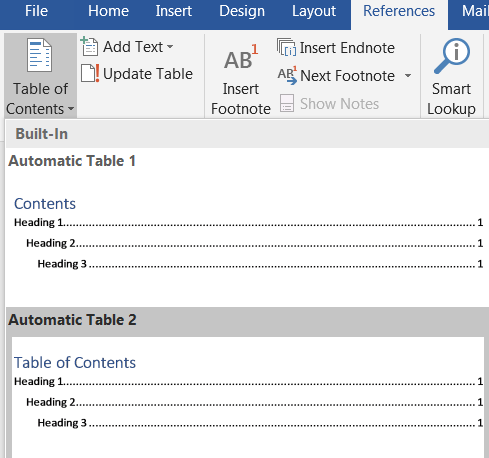 File Home Insert Design Layout References Mail
Add Text
Insert Endnote
Update Table
Next Footnote
Show Notes
Table of
Contents
Insert
Footnote
Smart
Lookup
Built-In
Automatic Table 1
Contents
Heading 1........................................................................................................ 1
Heading 2..................................................................................................... 1
Heading 3 .................................................................................................. 1
Automatic Table 2
Table of Contents
Heading 1........................................................................................................ 1
Heading 2..................................................................................................... 1
Heading 3 .................................................................................................. 1